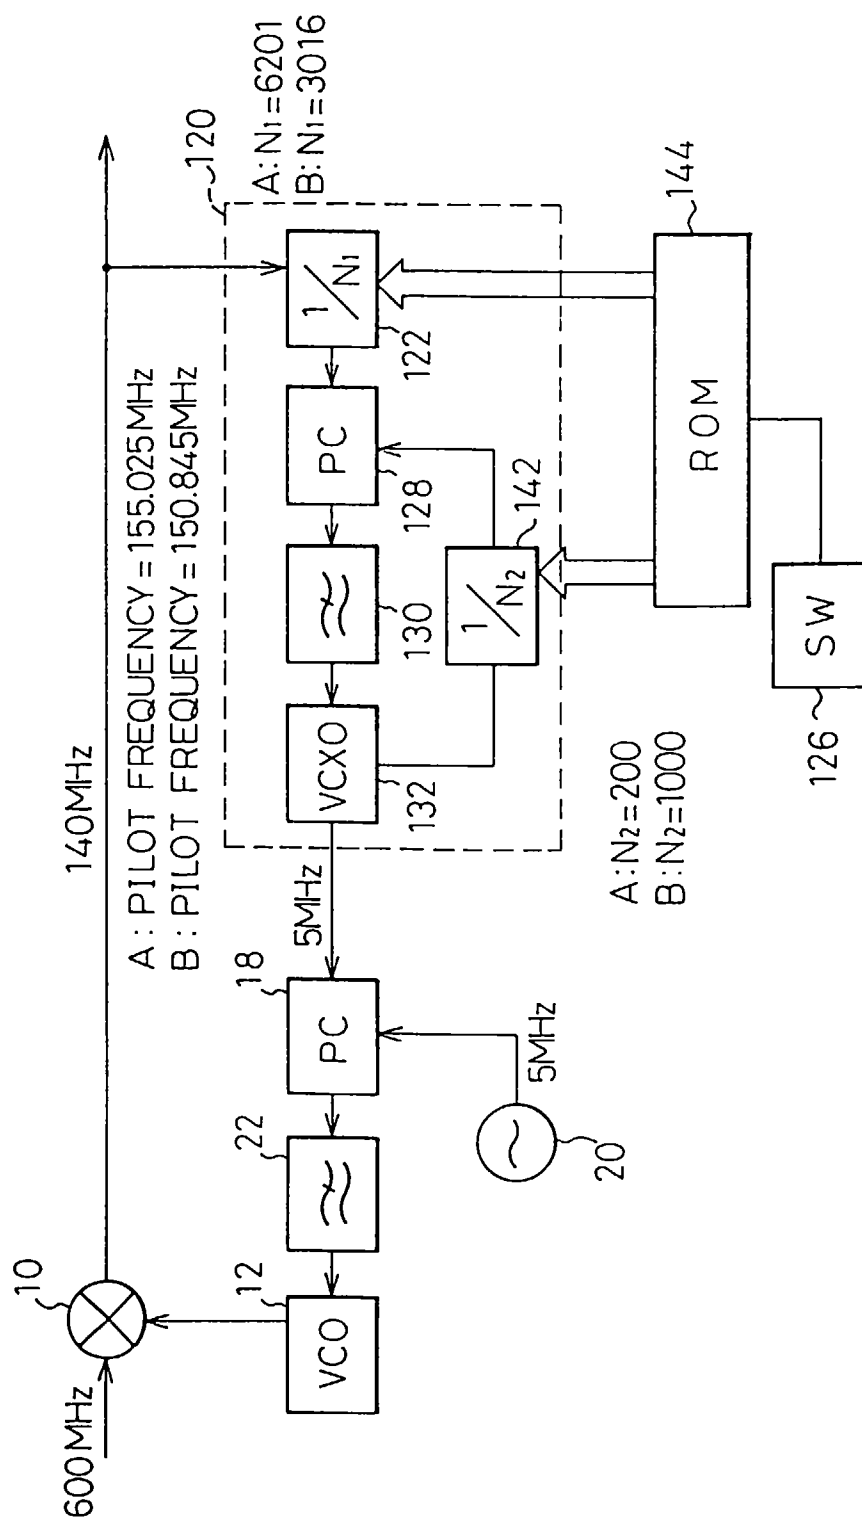 600MHz
10
140MHz
A: PILOT FREQUENCY=155.025MHz
B: PILOT FREQUENCY=150.845MHz
120
A:N1=6201
B:N1=3016
12
VCO
22
18
PC
5MHz
VCXO
132
130
PC
128
1/N1
122
20
5MHz
1/N2
142
A:N2=200
B:N2=1000
ROM
144
SW
126